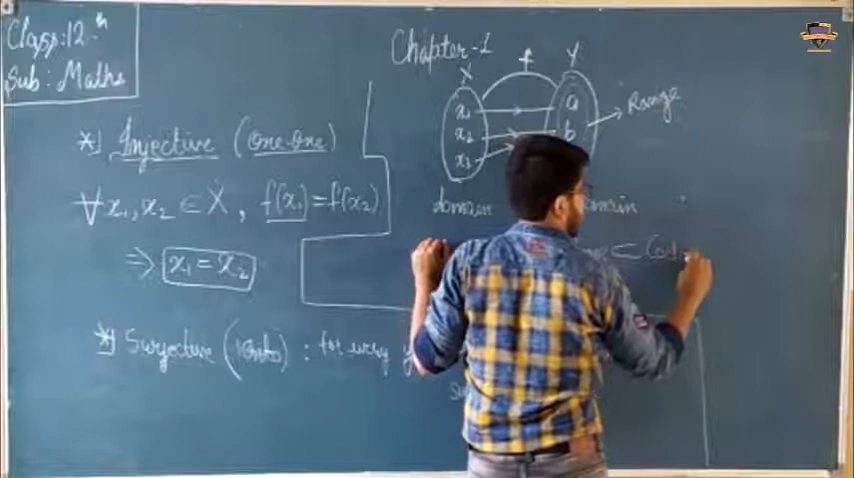 Class: 12th
Sub: Maths
Chapter-1
f
X Y
x₁ a
x₂ b
x₃
Range
domain
⊂ Cod
*] Injective (One-One)
∀ x₁, x₂ ∈ X, f(x₁) = f(x₂)
⇒ x₁ = x₂
*] Surjective (Onto) : for every y